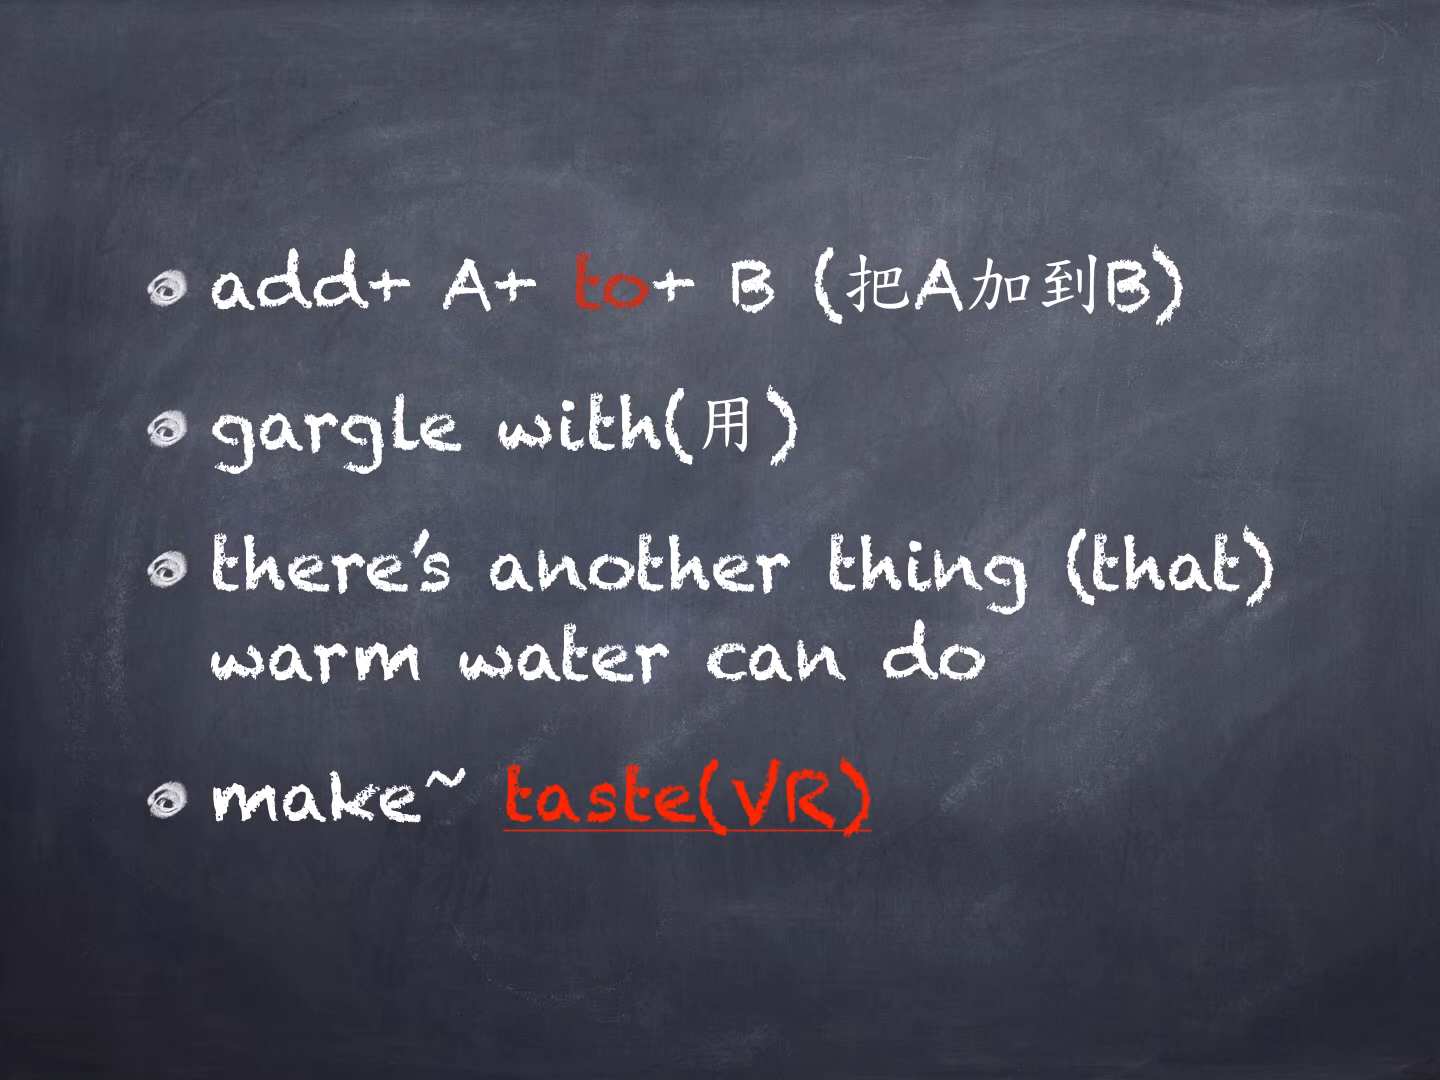 add+ A+ to+ B (把A加到B)
gargle with(用)
there's another thing (that)
warm water can do
make~ taste(VR)